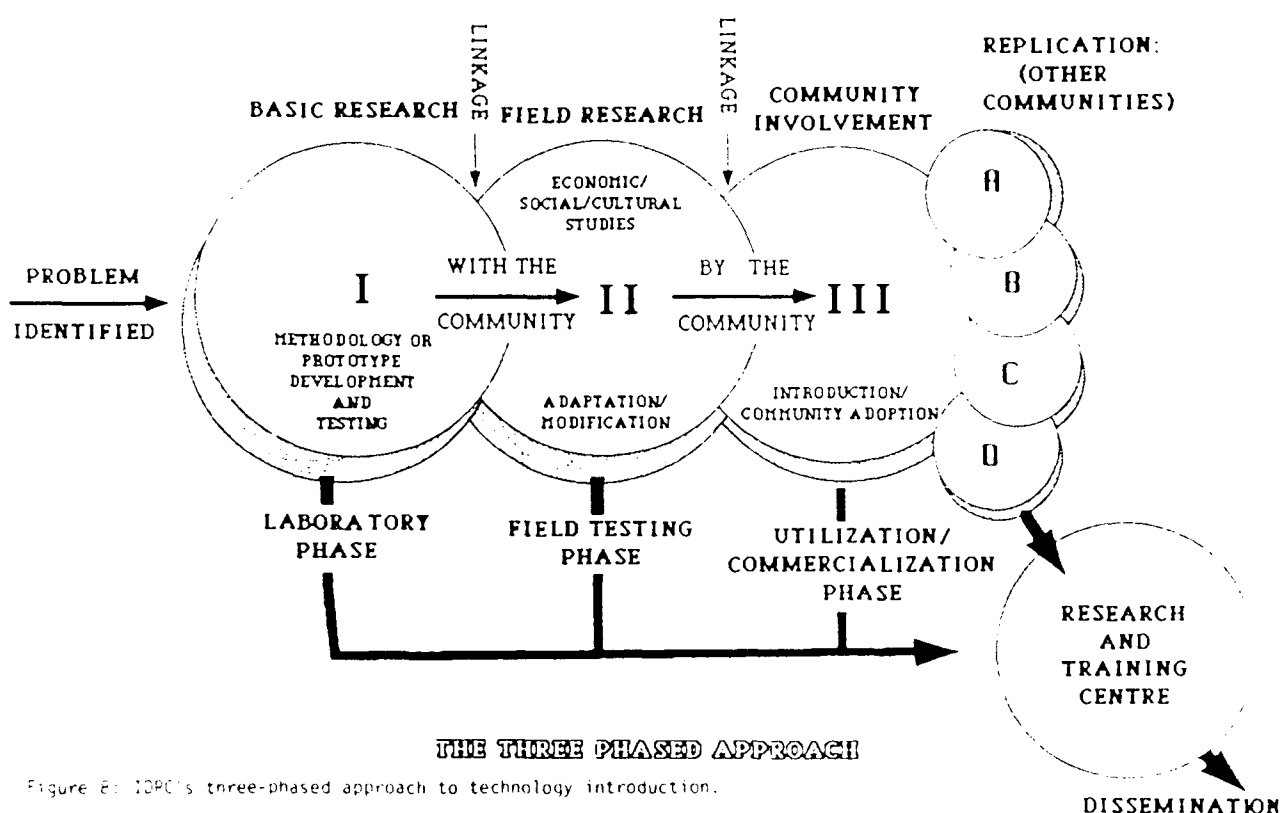 LINKAGE
LINKAGE
REPLICATION:
(OTHER
COMMUNITIES)
BASIC RESEARCH
FIELD RESEARCH
COMMUNITY
INVOLVEMENT
PROBLEM
IDENTIFIED
I
METHODOLOGY OR
PROTOTYPE
DEVELOPMENT
AND
TESTING
WITH THE
COMMUNITY
ECONOMIC/
SOCIAL/CULTURAL
STUDIES
II
ADAPTATION/
MODIFICATION
BY THE
COMMUNITY
III
INTRODUCTION/
COMMUNITY ADOPTION
A
B
C
D
LABORATORY
PHASE
FIELD TESTING
PHASE
UTILIZATION/
COMMERCIALIZATION
PHASE
RESEARCH
AND
TRAINING
CENTRE
DISSEMINATION
THE THREE PHASED APPROACH
Figure 8: IDRC's three-phased approach to technology introduction.